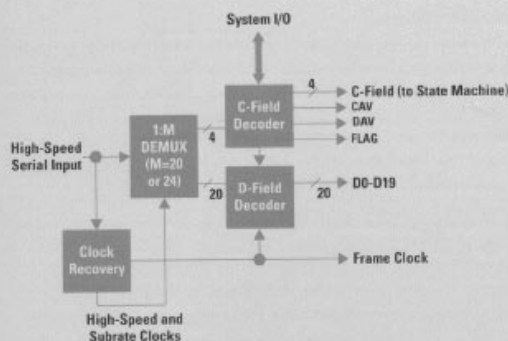 System I/O
4
C-Field (to State Machine)
C-Field
Decoder
CAV
DAV
FLAG
1:M
DEMUX
(M=20
or 24)
4
High-Speed
Serial Input
20
D-Field
Decoder
20
D0-D19
Clock
Recovery
Frame Clock
High-Speed and
Subrate Clocks